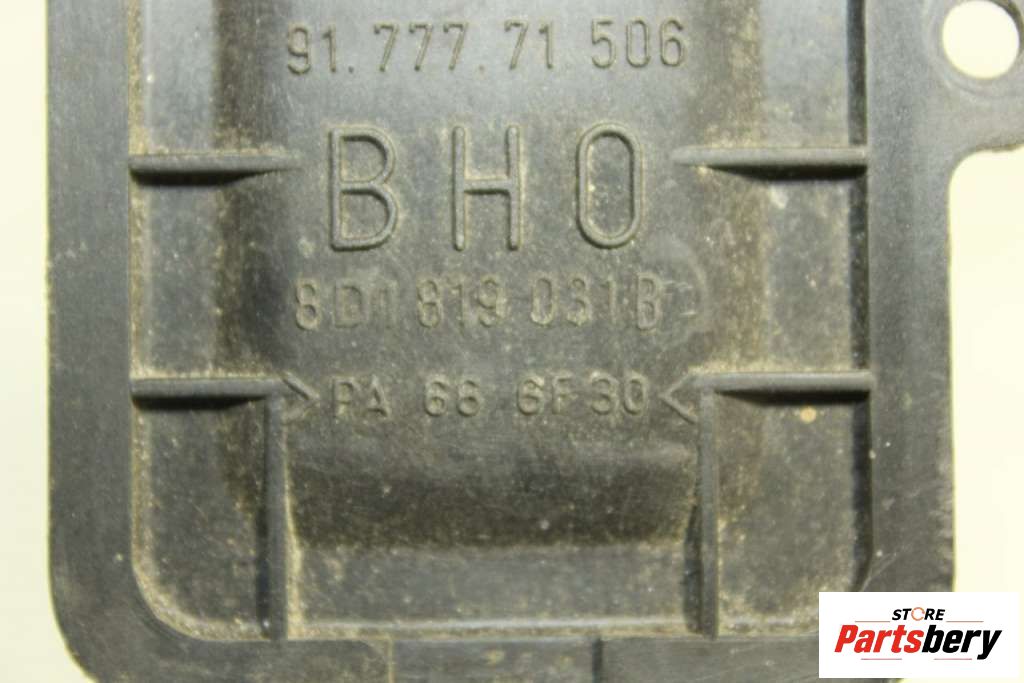 91.777.71 506
BHO
8D1 819 031B
>PA 66 GF30<
STORE
Partsbery